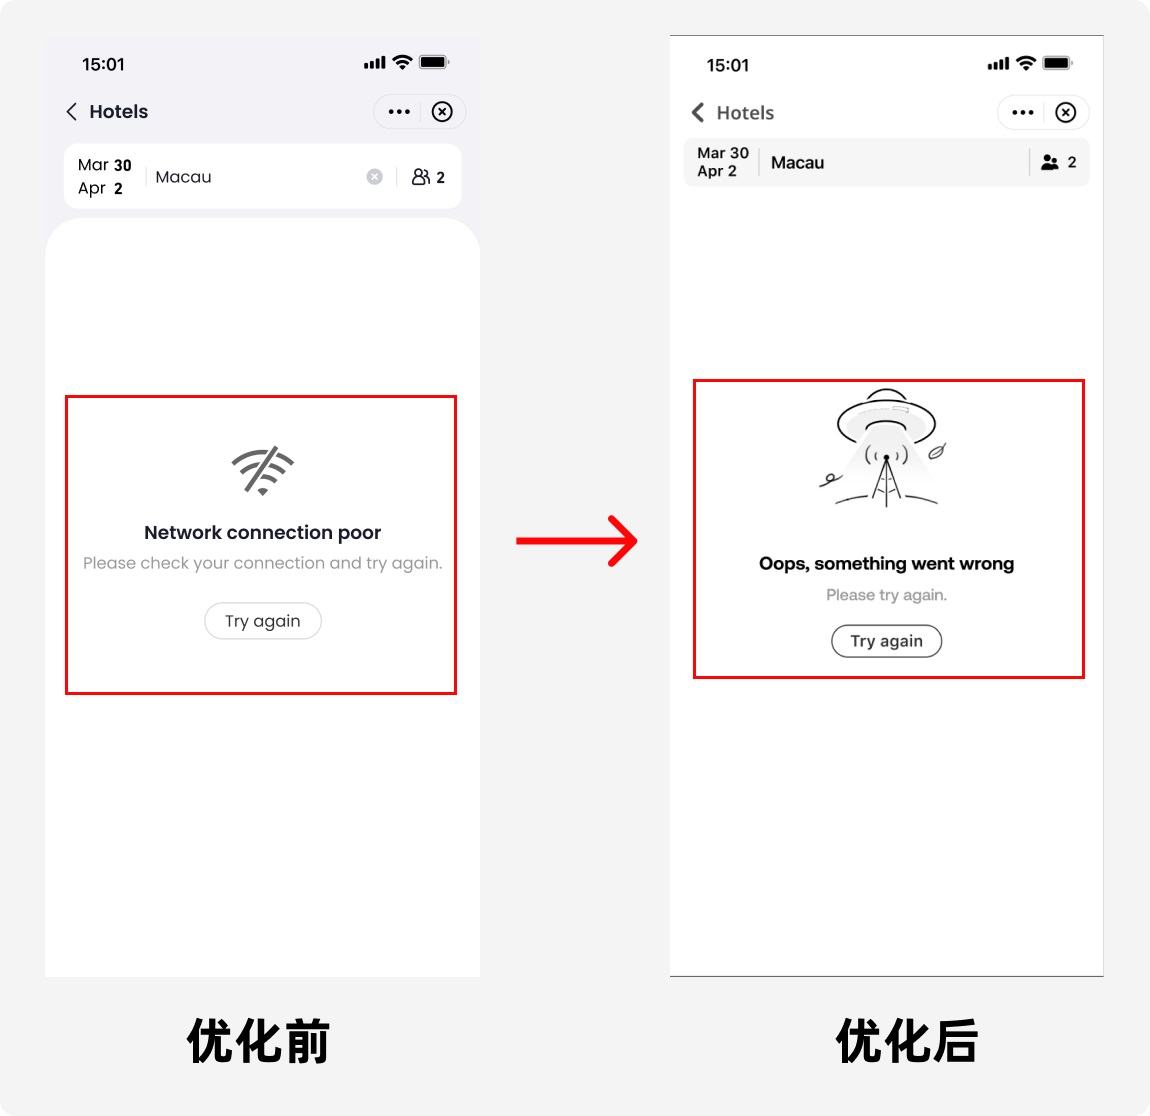 15:01
Hotels
Mar 30
Apr 2
Macau
2
Network connection poor
Please check your connection and try again.
Try again
优化前
15:01
Hotels
Mar 30
Apr 2
Macau
2
Oops, something went wrong
Please try again.
Try again
优化后